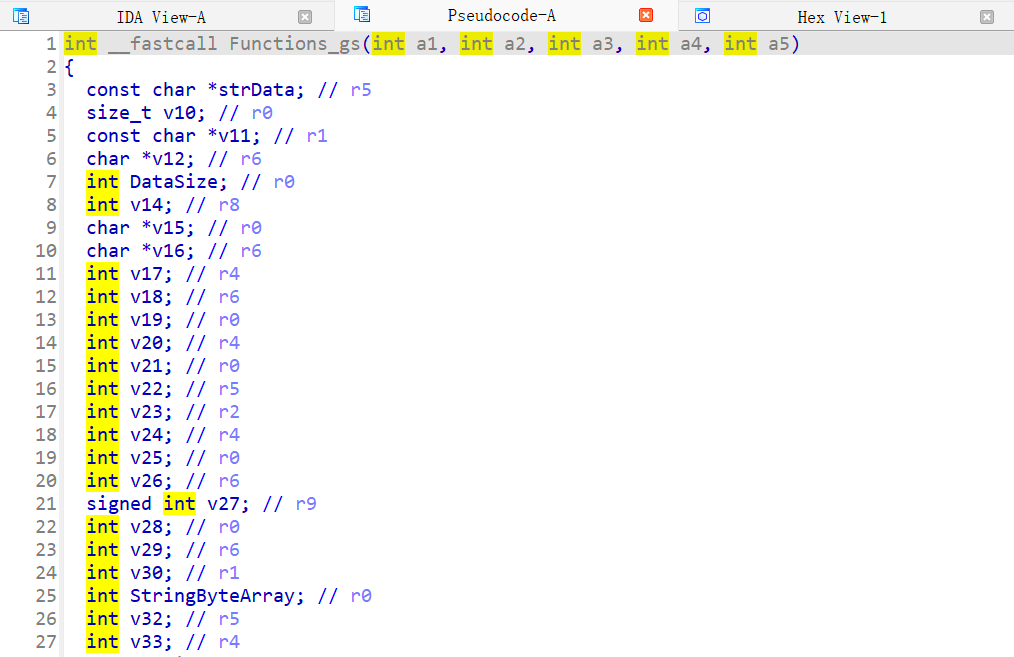 IDA View-A Pseudocode-A Hex View-1
1 int __fastcall Functions_gs(int a1, int a2, int a3, int a4, int a5)
2 {
3 const char *strData; // r5
4 size_t v10; // r0
5 const char *v11; // r1
6 char *v12; // r6
7 int DataSize; // r0
8 int v14; // r8
9 char *v15; // r0
10 char *v16; // r6
11 int v17; // r4
12 int v18; // r6
13 int v19; // r0
14 int v20; // r4
15 int v21; // r0
16 int v22; // r5
17 int v23; // r2
18 int v24; // r4
19 int v25; // r0
20 int v26; // r6
21 signed int v27; // r9
22 int v28; // r0
23 int v29; // r6
24 int v30; // r1
25 int StringByteArray; // r0
26 int v32; // r5
27 int v33; // r4